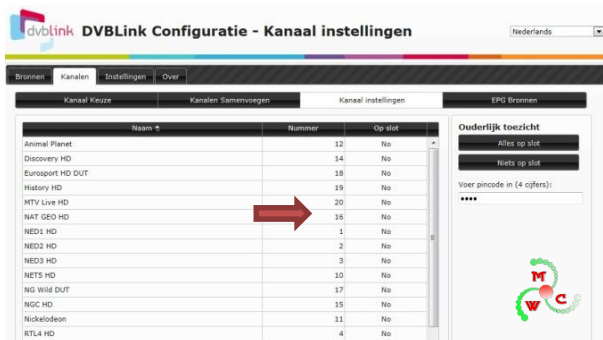 dvblink DVBLink Configuratie - Kanaal instellingen
Nederlands
Bronnen Kanalen Instellingen Over
Kanaal Keuze Kanalen Samenvoegen Kanaal instellingen EPG Bronnen
Naam Nummer Op slot
Animal Planet 12 No
Discovery HD 14 No
Eurosport HD DUT 18 No
History HD 19 No
MTV Live HD 20 No
NAT GEO HD 16 No
NED1 HD 1 No
NED2 HD 2 No
NED3 HD 3 No
NET5 HD 10 No
NG Wild DUT 17 No
NGC HD 15 No
Nickelodeon 11 No
RTL4 HD 4 No
Ouderlijk toezicht
Alles op slot
Niets op slot
Voer pincode in (4 cijfers):
••••
M
W C